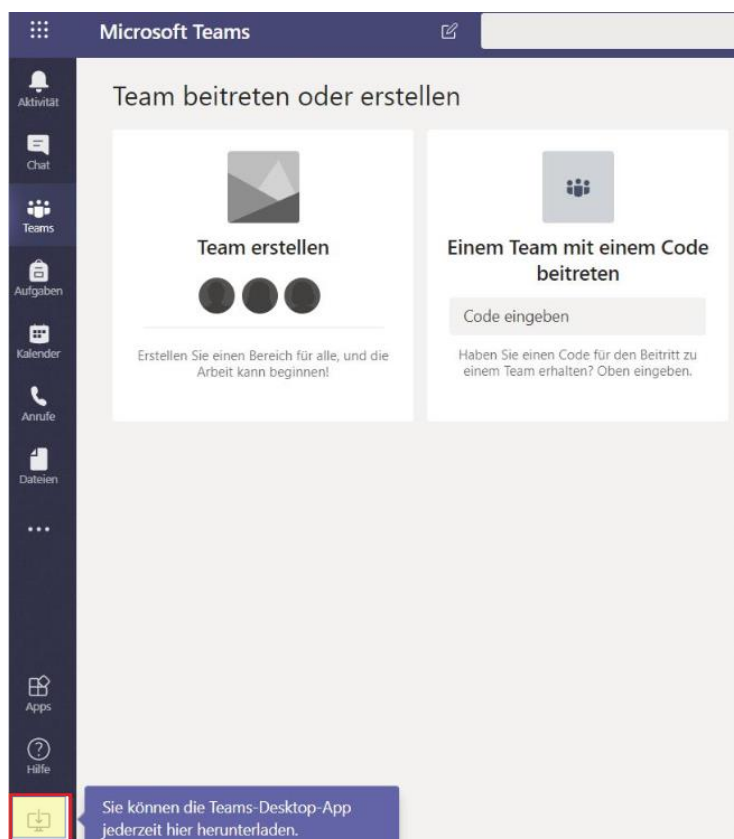 Microsoft Teams
Aktivität
Chat
Teams
Aufgaben
Kalender
Anrufe
Dateien
Apps
Hilfe
Team beitreten oder erstellen
Team erstellen
Erstellen Sie einen Bereich für alle, und die
Arbeit kann beginnen!
Einem Team mit einem Code
beitreten
Code eingeben
Haben Sie einen Code für den Beitritt zu
einem Team erhalten? Oben eingeben.
Sie können die Teams-Desktop-App
jederzeit hier herunterladen.